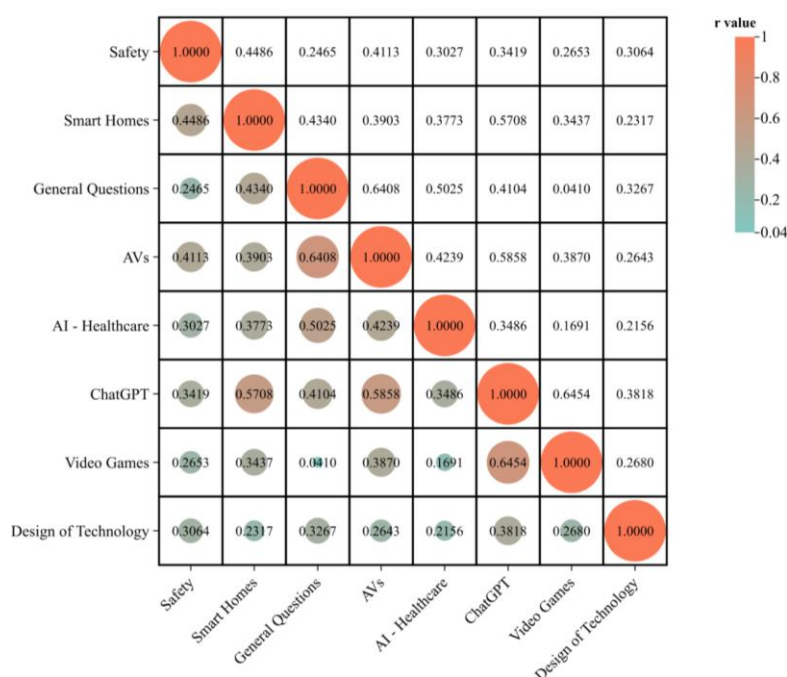 r value
1
0.8
0.6
0.4
0.2
0.04
Safety 1.0000 0.4486 0.2465 0.4113 0.3027 0.3419 0.2653 0.3064
Smart Homes 0.4486 1.0000 0.4340 0.3903 0.3773 0.5708 0.3437 0.2317
General Questions 0.2465 0.4340 1.0000 0.6408 0.5025 0.4104 0.0410 0.3267
AVs 0.4113 0.3903 0.6408 1.0000 0.4239 0.5858 0.3870 0.2643
AI - Healthcare 0.3027 0.3773 0.5025 0.4239 1.0000 0.3486 0.1691 0.2156
ChatGPT 0.3419 0.5708 0.4104 0.5858 0.3486 1.0000 0.6454 0.3818
Video Games 0.2653 0.3437 0.0410 0.3870 0.1691 0.6454 1.0000 0.2680
Design of Technology 0.3064 0.2317 0.3267 0.2643 0.2156 0.3818 0.2680 1.0000
Safety
Smart Homes
General Questions
AVs
AI - Healthcare
ChatGPT
Video Games
Design of Technology